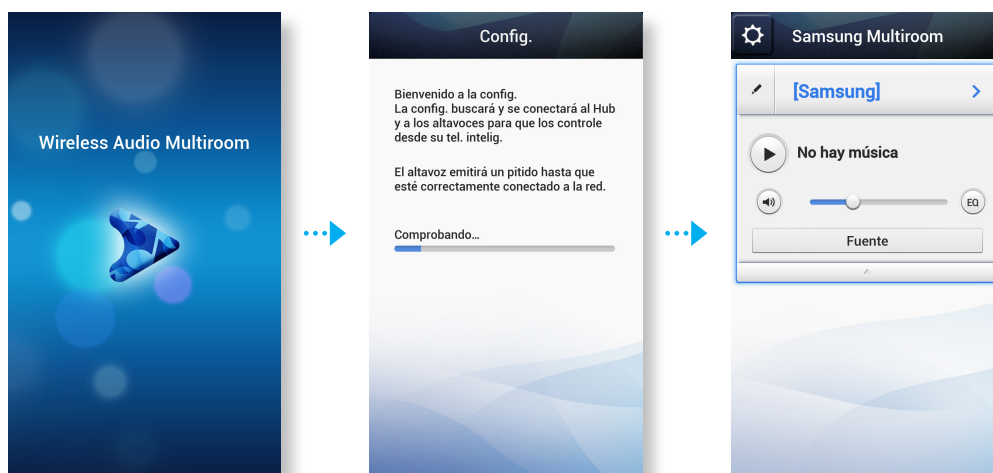 Wireless Audio Multiroom
Config.
Bienvenido a la config.
La config. buscará y se conectará al Hub
y a los altavoces para que los controle
desde su tel. intelig.
El altavoz emitirá un pitido hasta que
esté correctamente conectado a la red.
Comprobando...
Samsung Multiroom
[Samsung]
No hay música
EQ
Fuente